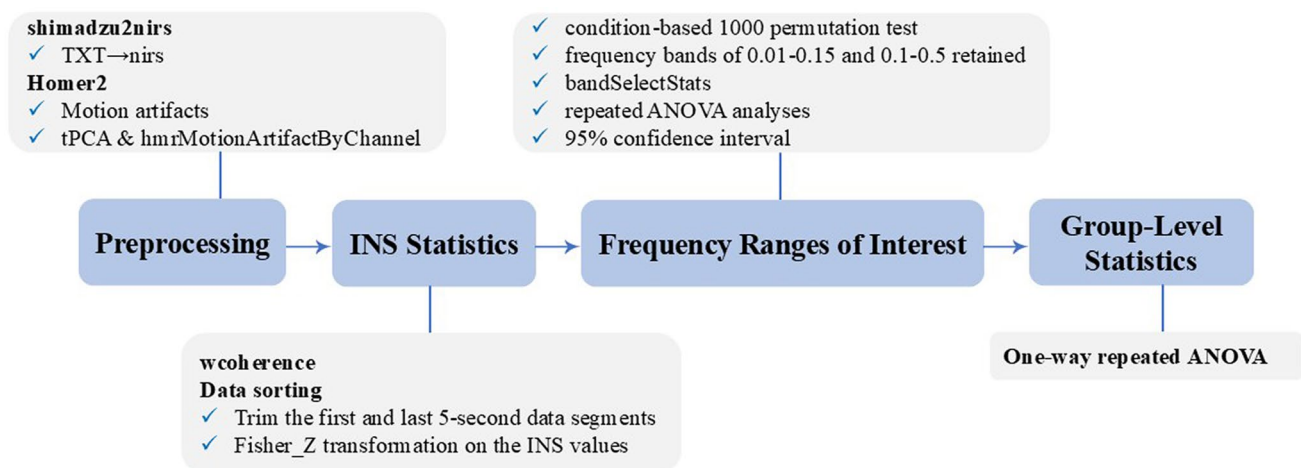 shimadzu2nirs
✓ TXT→nirs
Homer2
✓ Motion artifacts
✓ tPCA & hmrMotionArtifactByChannel
✓ condition-based 1000 permutation test
✓ frequency bands of 0.01-0.15 and 0.1-0.5 retained
✓ bandSelectStats
✓ repeated ANOVA analyses
✓ 95% confidence interval
Preprocessing
INS Statistics
Frequency Ranges of Interest
Group-Level
Statistics
wcoherence
Data sorting
✓ Trim the first and last 5-second data segments
✓ Fisher_Z transformation on the INS values
One-way repeated ANOVA